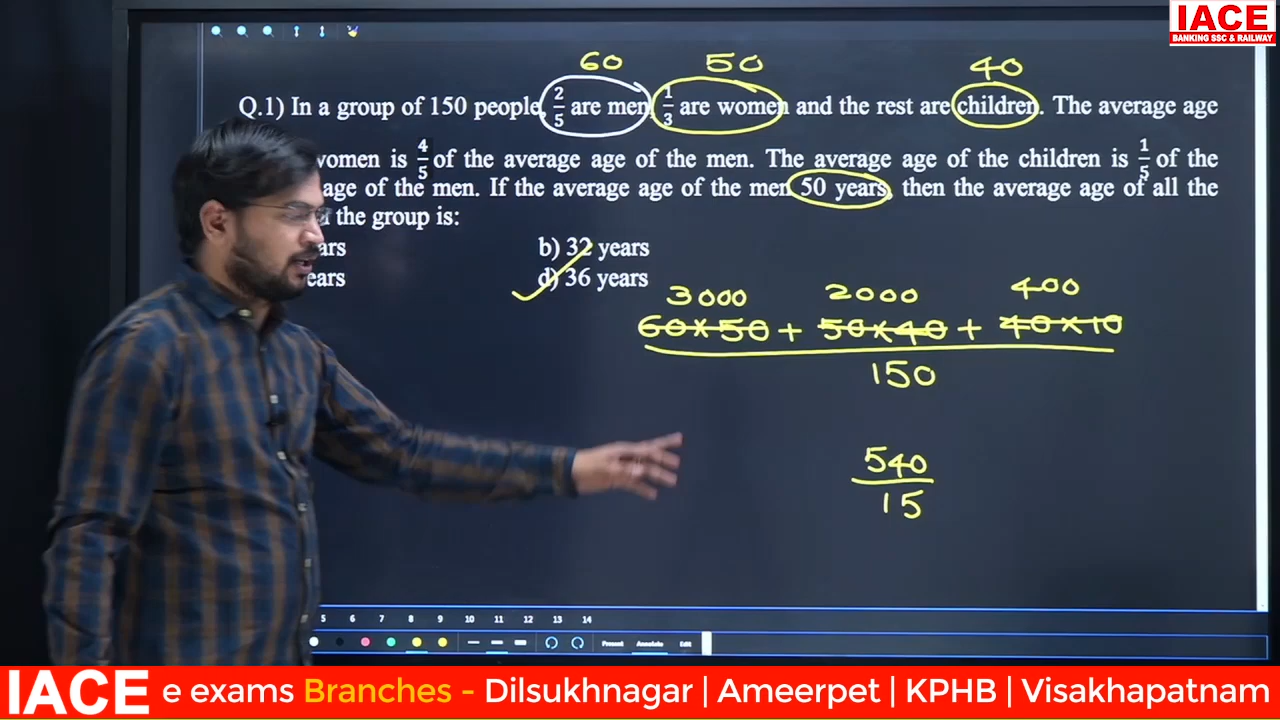 IACE
BANKING SSC & RAILWAY
60 50 40
Q.1) In a group of 150 people, 2/5 are men, 1/3 are women and the rest are children. The average age
women is 4/5 of the average age of the men. The average age of the children is 1/5 of the
age of the men. If the average age of the men 50 years, then the average age of all the
the group is:
b) 32 years
d) 36 years
3000 2000 400
60×50 + 50×40 + 40×10
150
540
15
5 6 7 8 9 10 11 12 13 14
Present Annotate Edit
IACE e exams Branches - Dilsukhnagar | Ameerpet | KPHB | Visakhapatnam